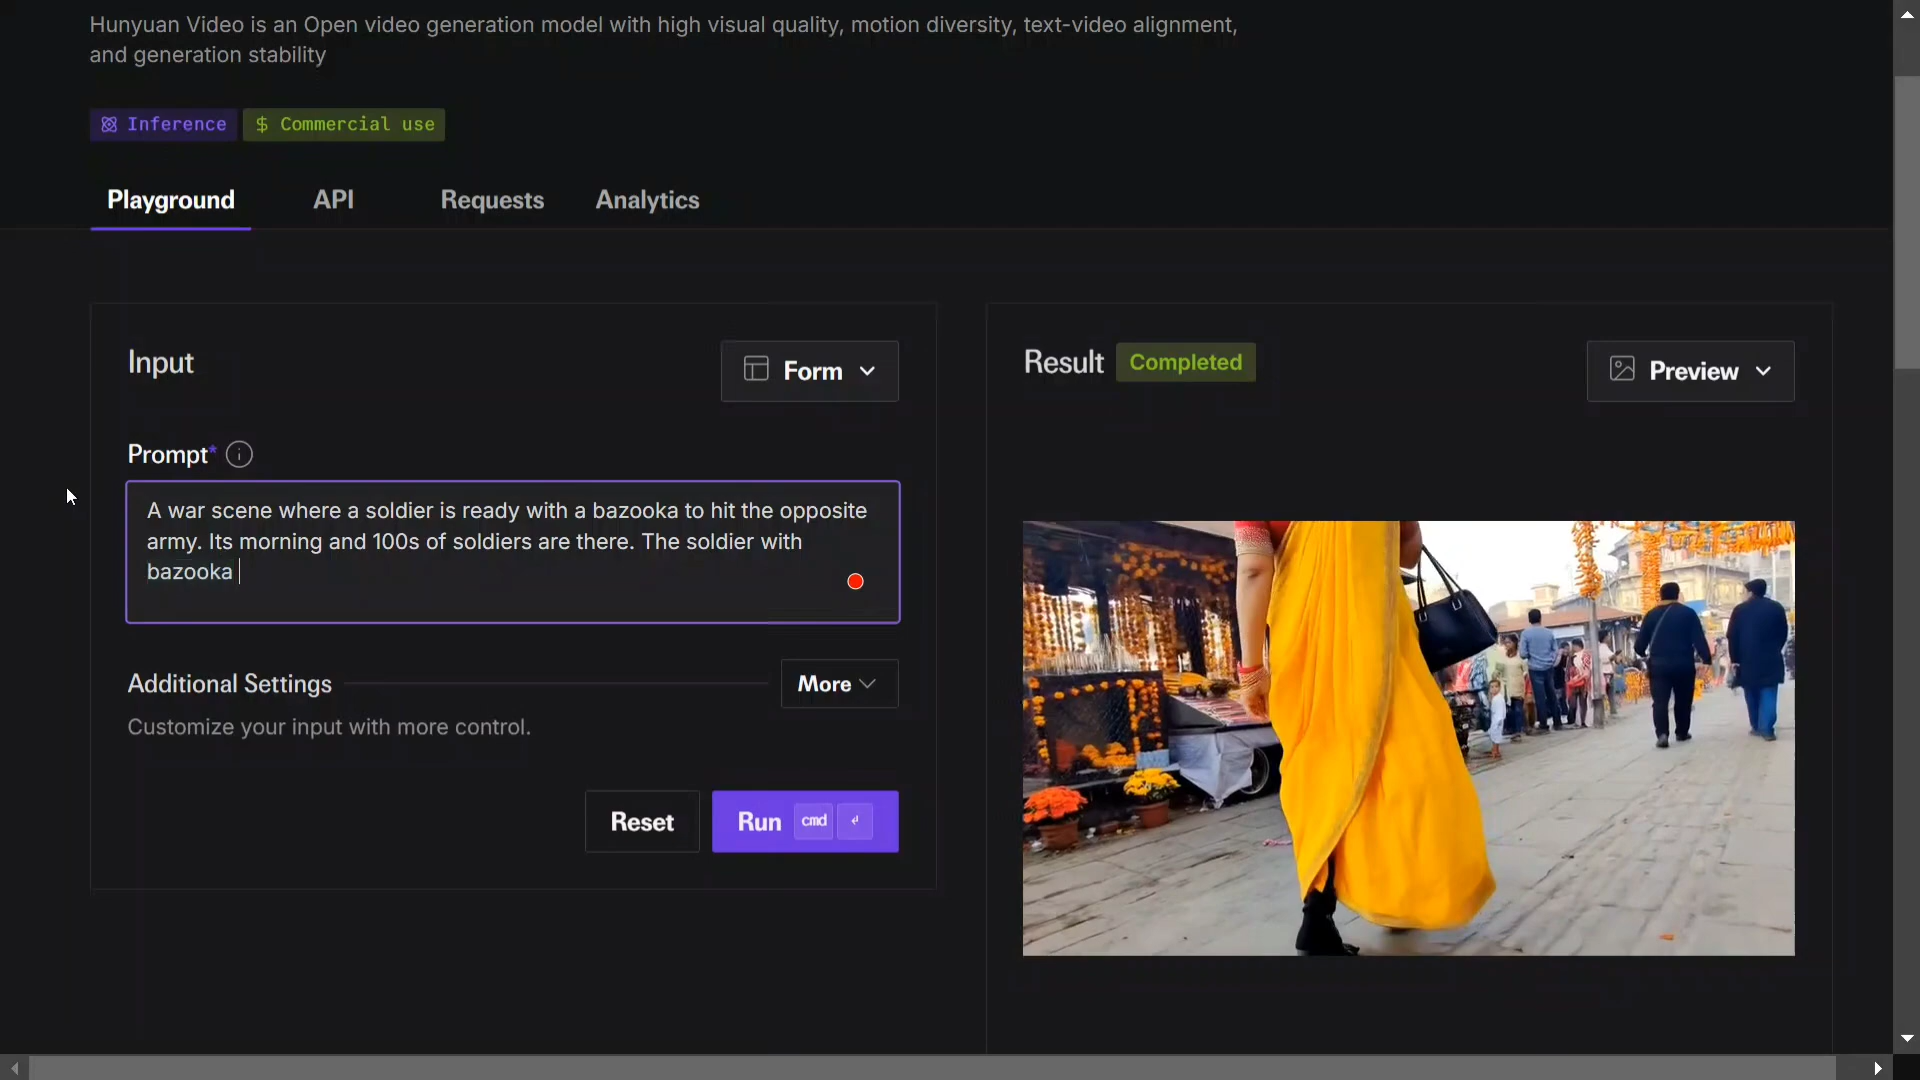 Hunyuan Video is an Open video generation model with high visual quality, motion diversity, text-video alignment,
and generation stability
Inference
$ Commercial use
Playground
API
Requests
Analytics
Input
Form
Prompt*
A war scene where a soldier is ready with a bazooka to hit the opposite
army. Its morning and 100s of soldiers are there. The soldier with
bazooka
Additional Settings
More
Customize your input with more control.
Reset
Run cmd ↵
Result
Completed
Preview